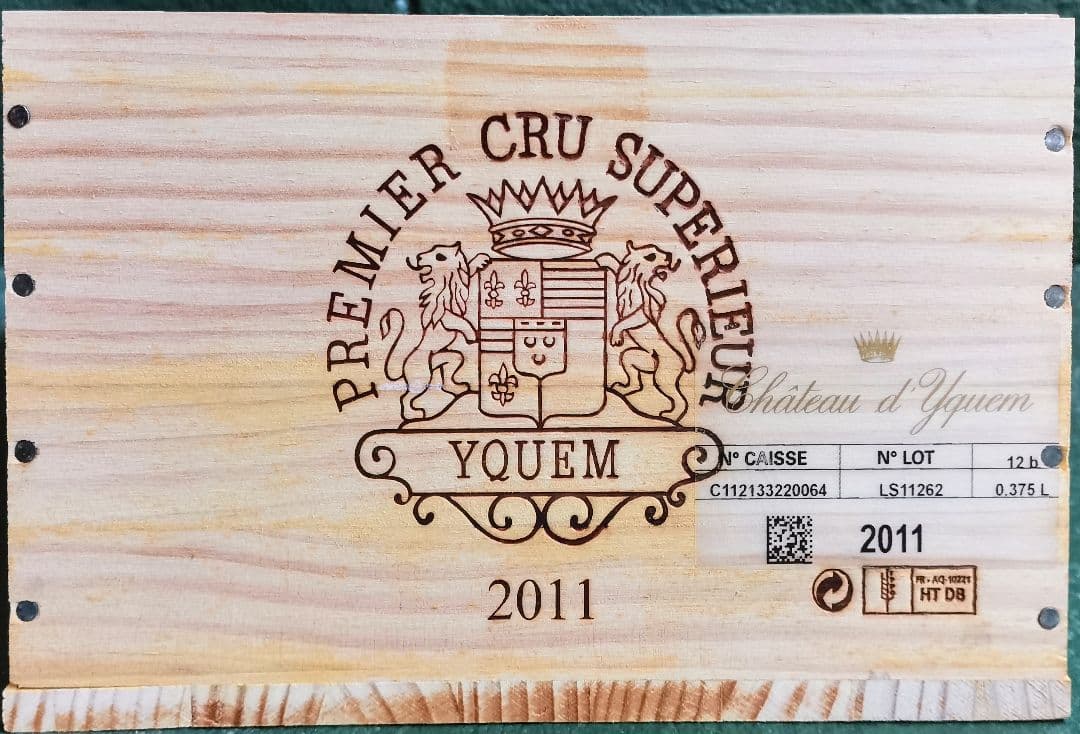 PREMIER CRU SUPERIEUR
YQUEM
2011
Château d'Yquem
N° CAISSE N° LOT 12 b
C112133220064 LS11262 0.375 L
2011
FR - AQ-10221
HT DB